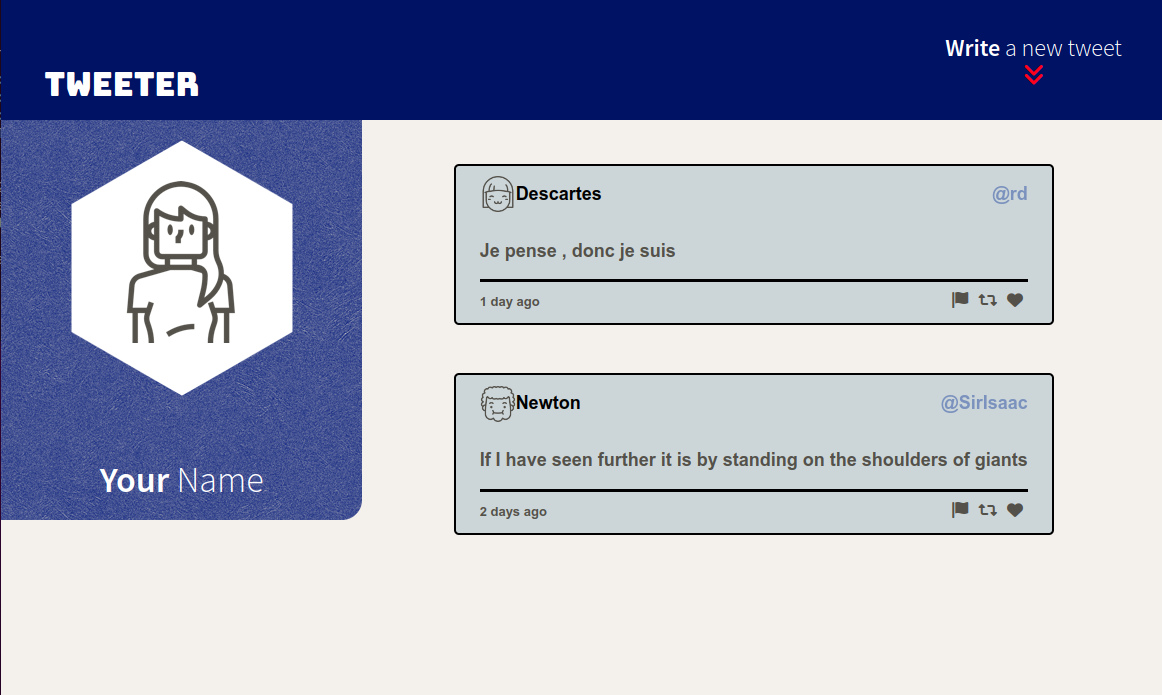 Write a new tweet
TWEETER
Your Name
Descartes @rd
Je pense , donc je suis
1 day ago
Newton @SirIsaac
If I have seen further it is by standing on the shoulders of giants
2 days ago